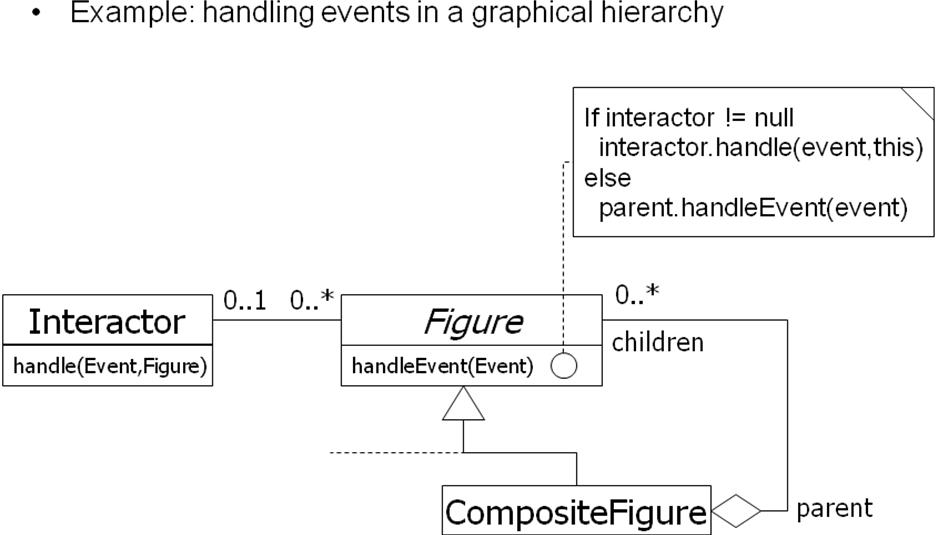 • Example: handling events in a graphical hierarchy
If interactor != null
interactor.handle(event,this)
else
parent.handleEvent(event)
0..1
0..*
0..*
Interactor
Figure
children
handle(Event,Figure)
handleEvent(Event)
CompositeFigure
parent